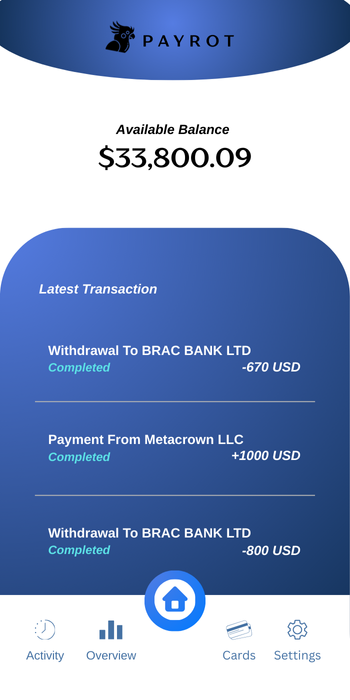 PAYROT
Available Balance
$33,800.09
Latest Transaction
Withdrawal To BRAC BANK LTD
Completed
-670 USD
Payment From Metacrown LLC
Completed
+1000 USD
Withdrawal To BRAC BANK LTD
Completed
-800 USD
Activity
Overview
Cards
Settings